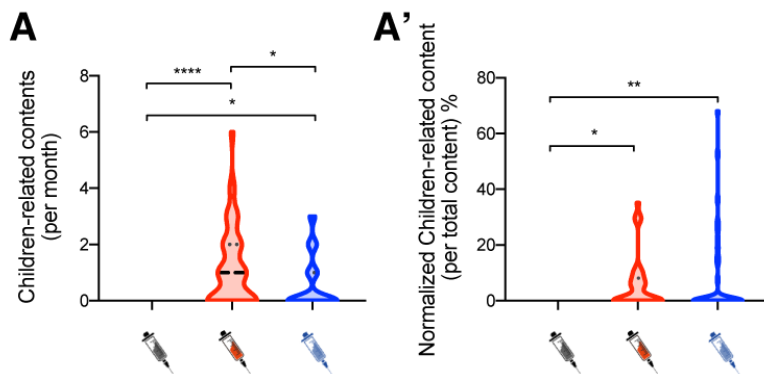 A
Children-related contents
(per month)
8
6
4
2
0
****
*
*
A'
Normalized Children-related content
(per total content) %
80
60
40
20
0
**
*